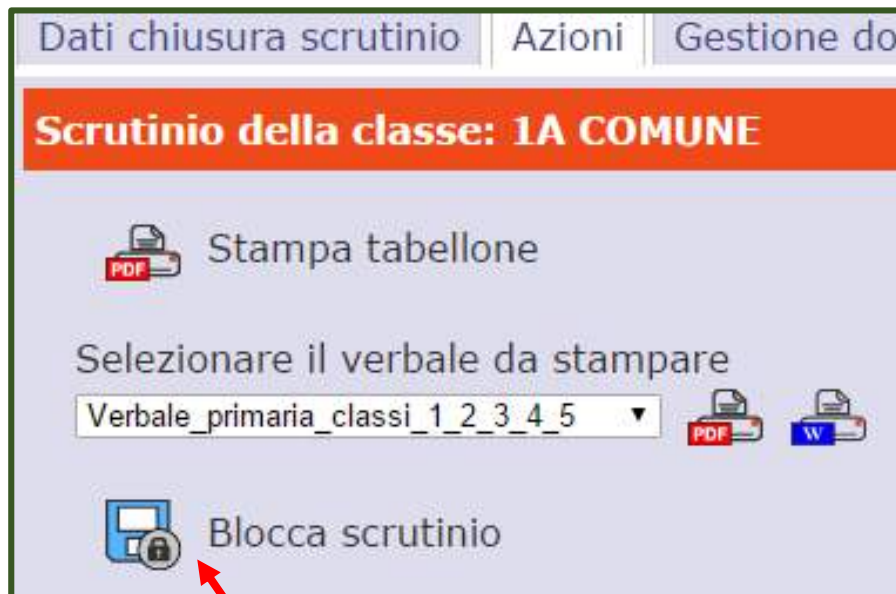 Dati chiusura scrutinio Azioni Gestione do
Scrutinio della classe: 1A COMUNE
PDF Stampa tabellone
Selezionare il verbale da stampare
Verbale_primaria_classi_1_2_3_4_5 PDF W
Blocca scrutinio